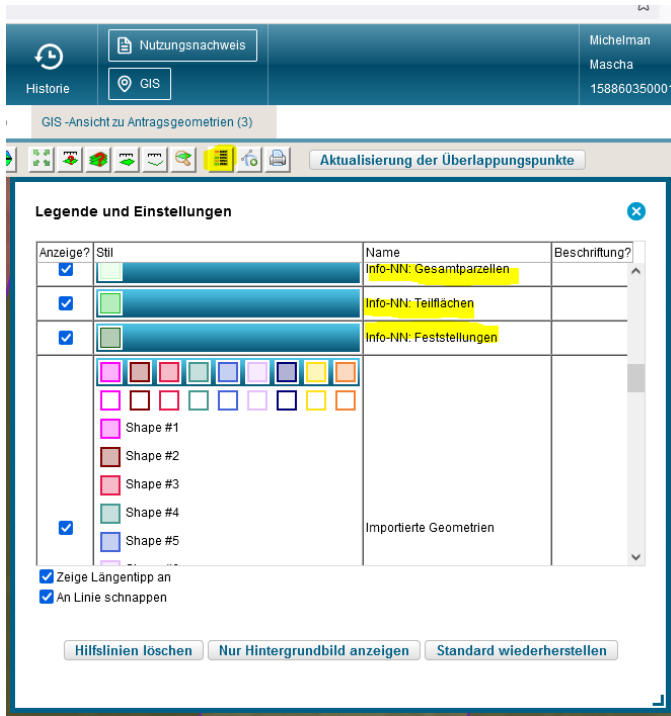 Nutzungsnachweis
Historie
GIS
Michelman
Mascha
15886035000
GIS -Ansicht zu Antragsgeometrien (3)
Aktualisierung der Überlappungspunkte
Legende und Einstellungen
Anzeige? Stil Name Beschriftung?
Info-NN: Gesamtparzellen
Info-NN: Teilflächen
Info-NN: Feststellungen
Shape #1
Shape #2
Shape #3
Shape #4
Shape #5
Importierte Geometrien
Zeige Längentipp an
An Linie schnappen
Hilfslinien löschen Nur Hintergrundbild anzeigen Standard wiederherstellen